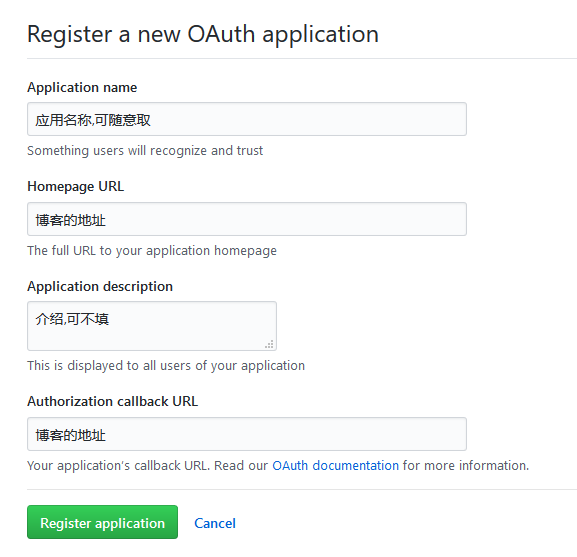 Register a new OAuth application
Application name
应用名称,可随意取
Something users will recognize and trust
Homepage URL
博客的地址
The full URL to your application homepage
Application description
介绍,可不填
This is displayed to all users of your application
Authorization callback URL
博客的地址
Your application’s callback URL. Read our OAuth documentation for more information.
Register application Cancel